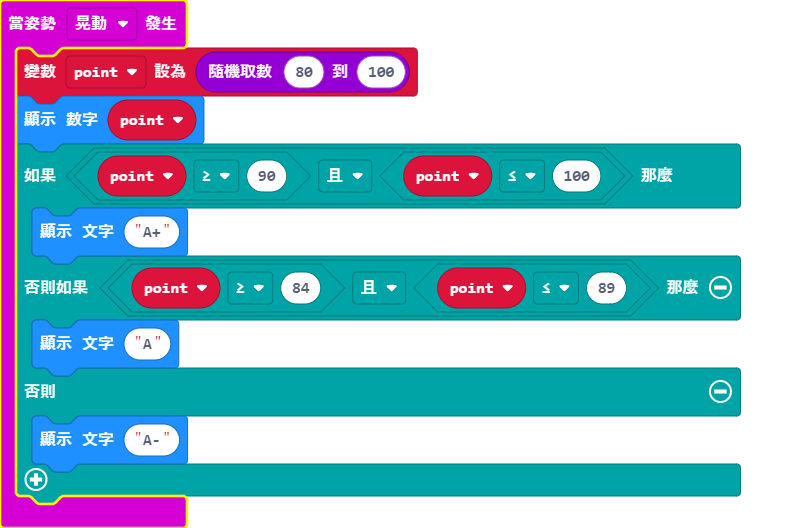 當姿勢 晃動 發生
變數 point 設為 隨機取數 80 到 100
顯示 數字 point
如果 point ≥ 90 且 point ≤ 100 那麼
顯示 文字 "A+"
否則如果 point ≥ 84 且 point ≤ 89 那麼
顯示 文字 "A"
否則
顯示 文字 "A-"